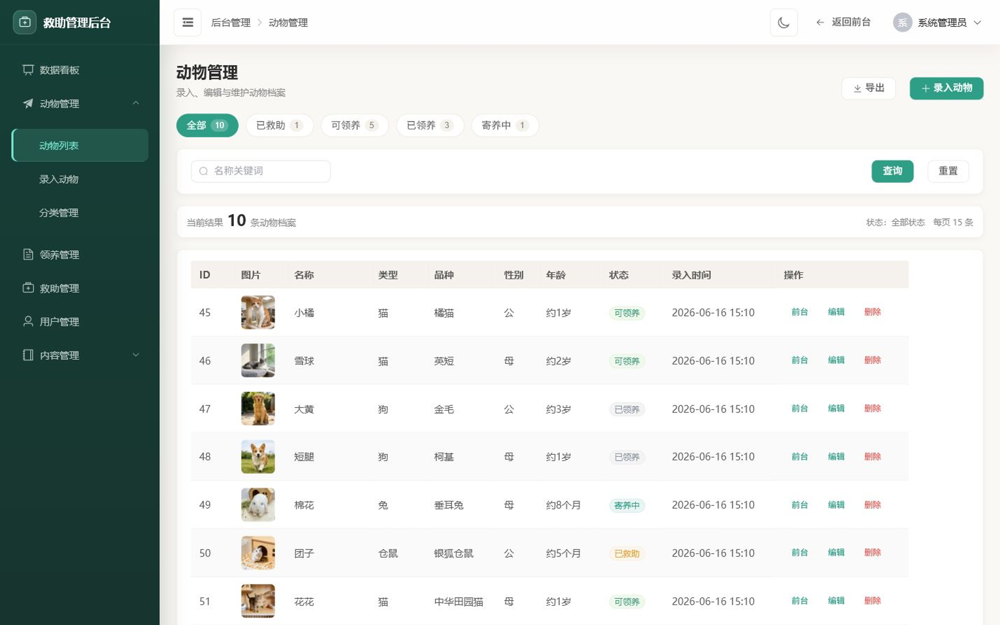 救助管理后台
后台管理 > 动物管理
返回前台
系 系统管理员
数据看板
动物管理
动物列表
录入动物
分类管理
领养管理
救助管理
用户管理
内容管理
动物管理
录入、编辑与维护动物档案
导出
录入动物
全部 10 已救助 1 可领养 5 已领养 3 寄养中 1
名称关键词
查询 重置
当前结果 10 条动物档案
状态：全部状态 每页 15 条
ID 图片 名称 类型 品种 性别 年龄 状态 录入时间 操作
45 小橘 猫 橘猫 公 约1岁 可领养 2026-06-16 15:10 前台 编辑 删除
46 雪球 猫 英短 母 约2岁 可领养 2026-06-16 15:10 前台 编辑 删除
47 大黄 狗 金毛 公 约3岁 已领养 2026-06-16 15:10 前台 编辑 删除
48 短腿 狗 柯基 母 约1岁 已领养 2026-06-16 15:10 前台 编辑 删除
49 棉花 兔 垂耳兔 母 约8个月 寄养中 2026-06-16 15:10 前台 编辑 删除
50 团子 仓鼠 银狐仓鼠 公 约5个月 已救助 2026-06-16 15:10 前台 编辑 删除
51 花花 猫 中华田园猫 母 约1岁 可领养 2026-06-16 15:10 前台 编辑 删除